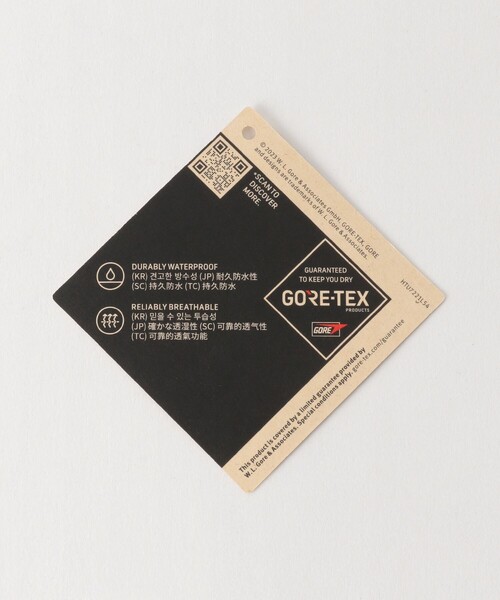 © 2023 W. L. Gore & Associates GmbH. GORE-TEX, GORE
and designs are trademarks of W. L. Gore & Associates.
*SCAN TO
DISCOVER
MORE.
DURABLY WATERPROOF
(KR) 견고한 방수성 (JP) 耐久防水性
(SC) 持久防水 (TC) 持久防水
RELIABLY BREATHABLE
(KR) 믿을 수 있는 투습성
(JP) 確かな透湿性 (SC) 可靠的透气性
(TC) 可靠的透氣功能
GUARANTEED
TO KEEP YOU DRY
GORE-TEX
PRODUCTS
GORE
This product is covered by a limited guarantee provided by
W. L. Gore & Associates. Special conditions apply. gore-tex.com/guarantee